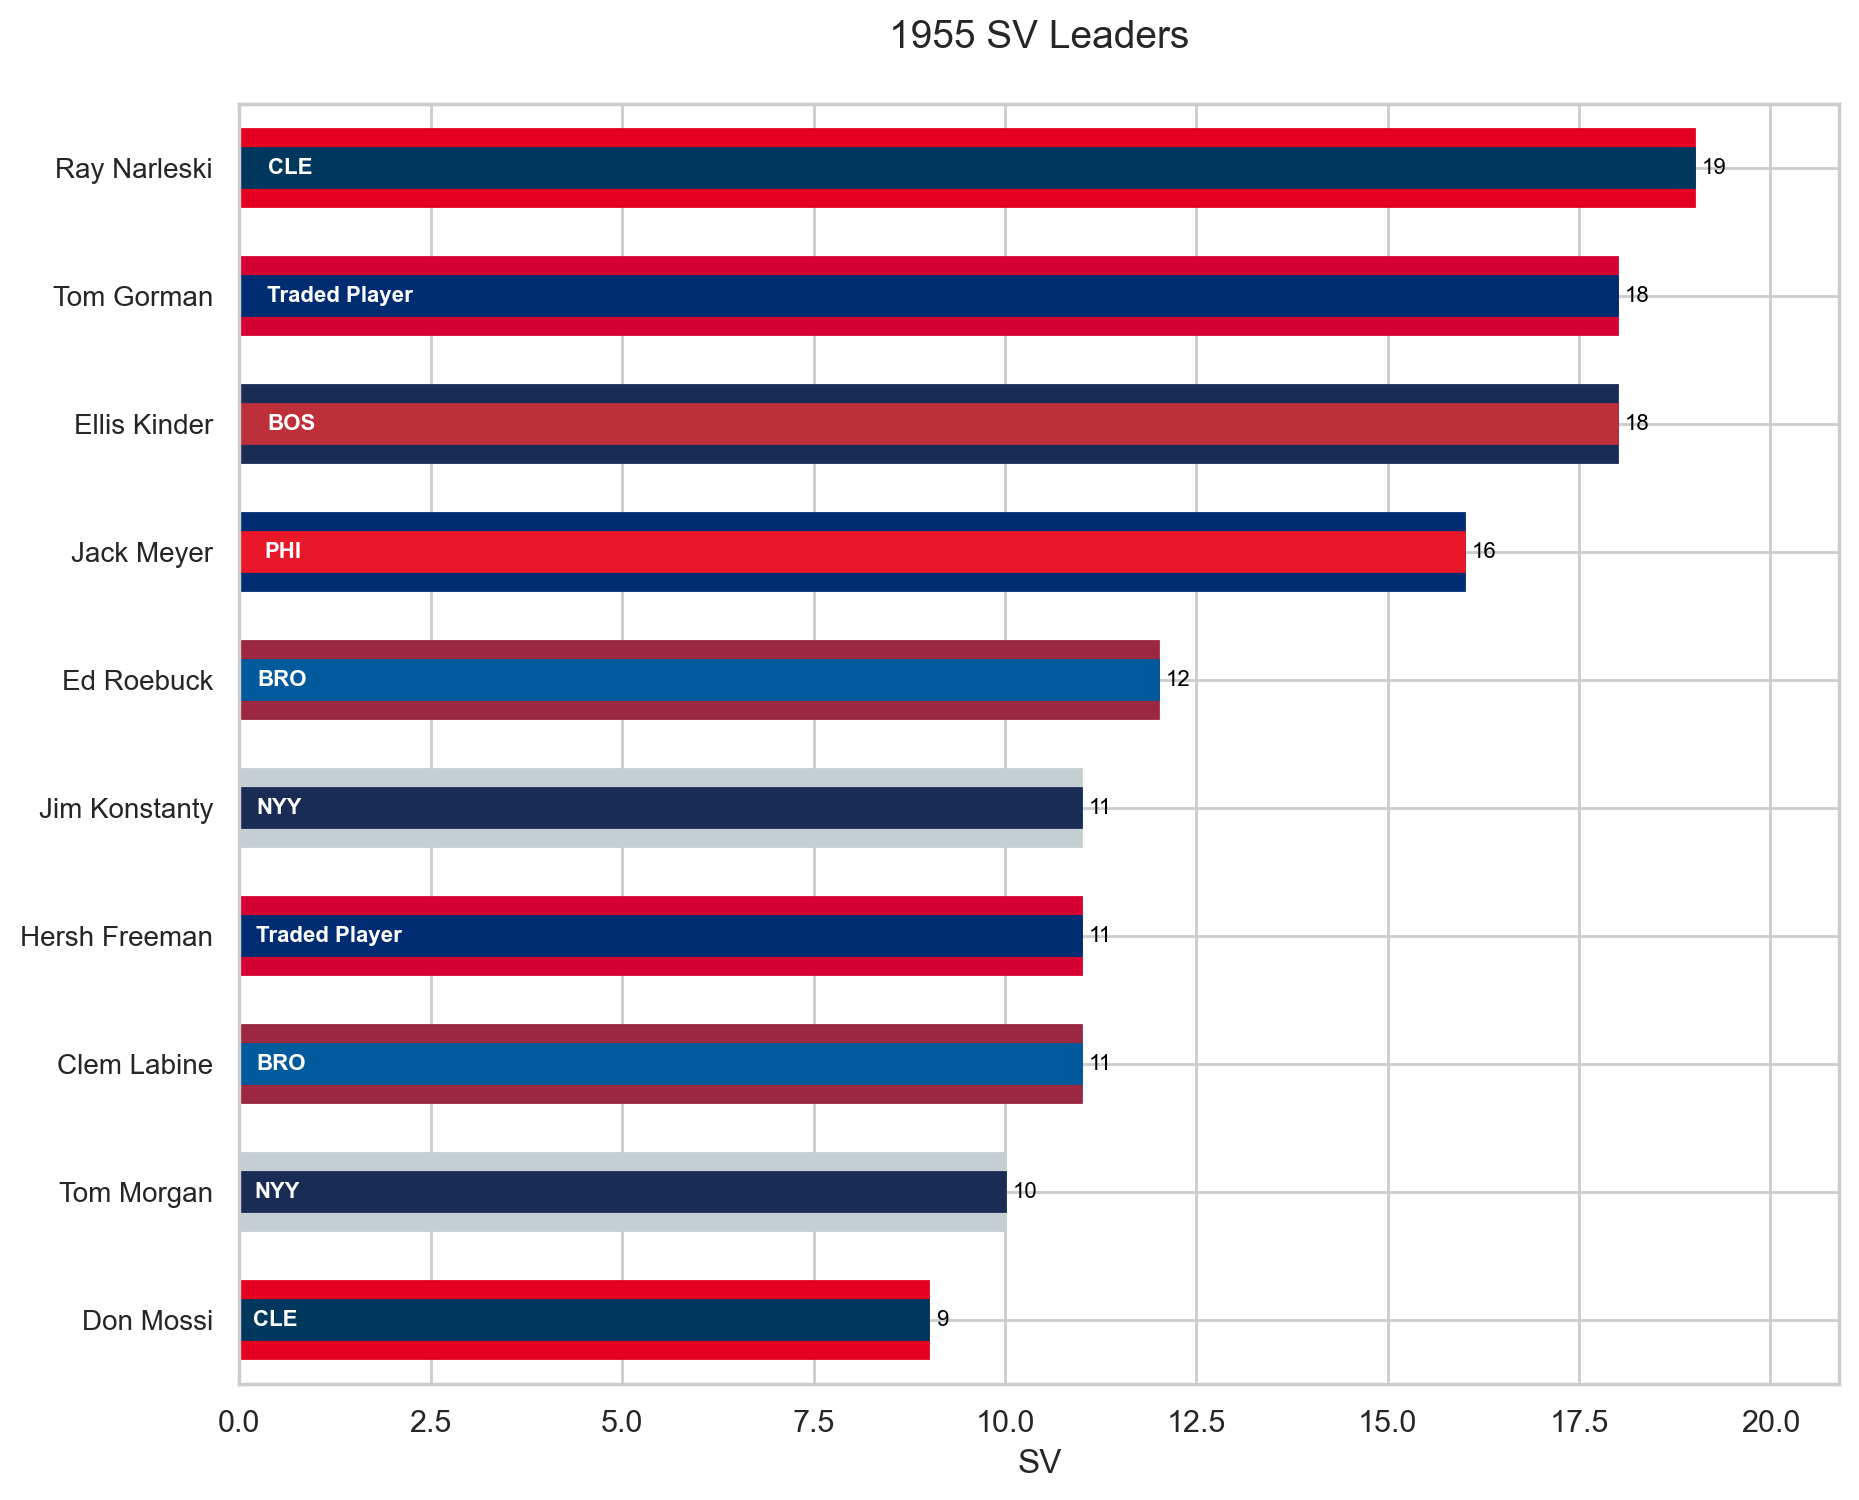 1955 SV Leaders
Ray Narleski
CLE
19
Tom Gorman
Traded Player
18
Ellis Kinder
BOS
18
Jack Meyer
PHI
16
Ed Roebuck
BRO
12
Jim Konstanty
NYY
11
Hersh Freeman
Traded Player
11
Clem Labine
BRO
11
Tom Morgan
NYY
10
Don Mossi
CLE
9
0.0 2.5 5.0 7.5 10.0 12.5 15.0 17.5 20.0
SV